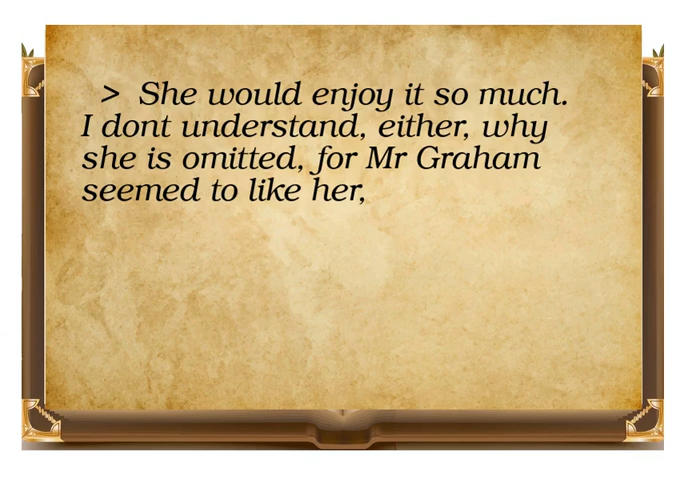 > She would enjoy it so much.
I dont understand, either, why
she is omitted, for Mr Graham
seemed to like her,